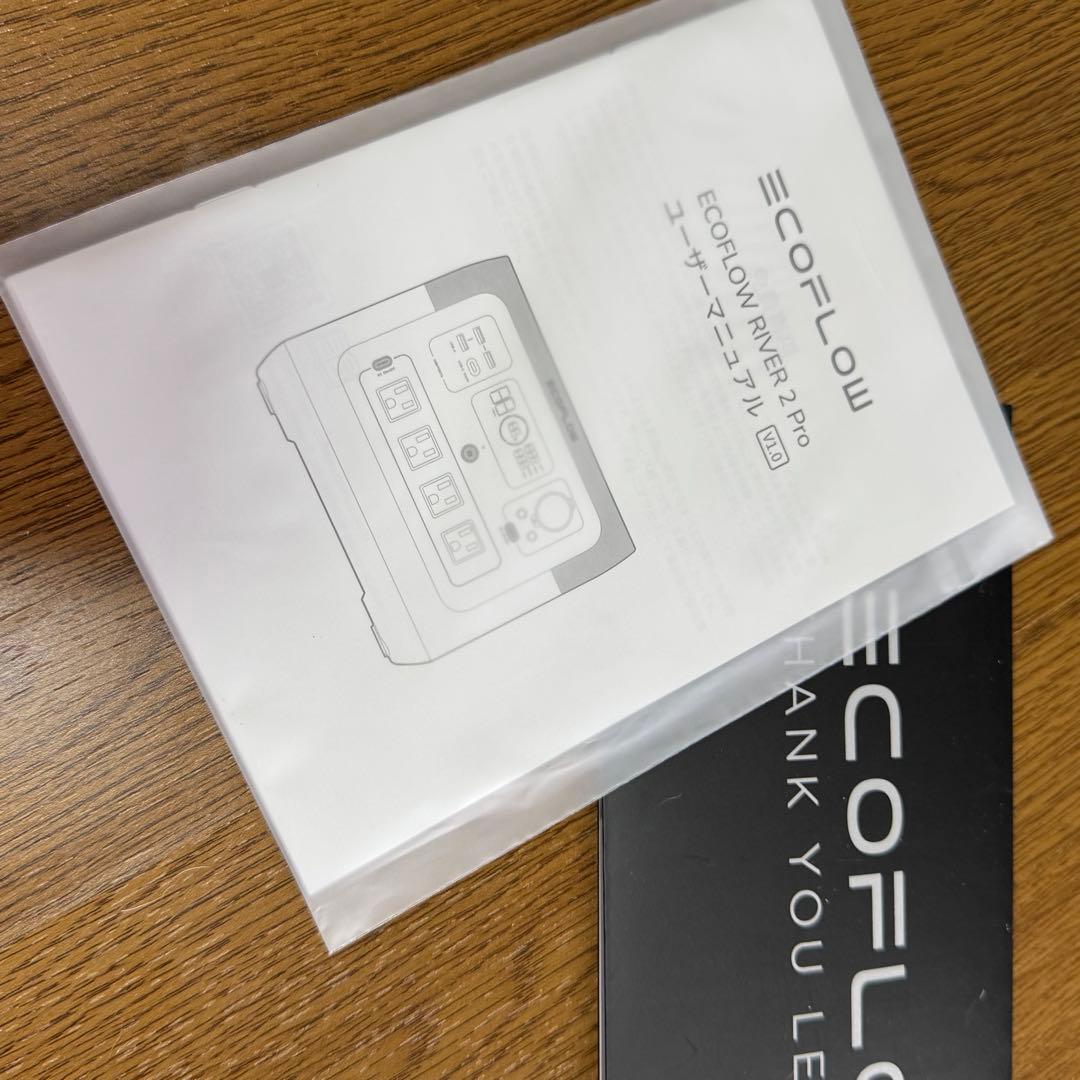 ECOFLOW
ECOFLOW RIVER 2 Pro
ユーザーマニュアル V1.0
ECOFLOW
ECOFLO
HANK YOU LE